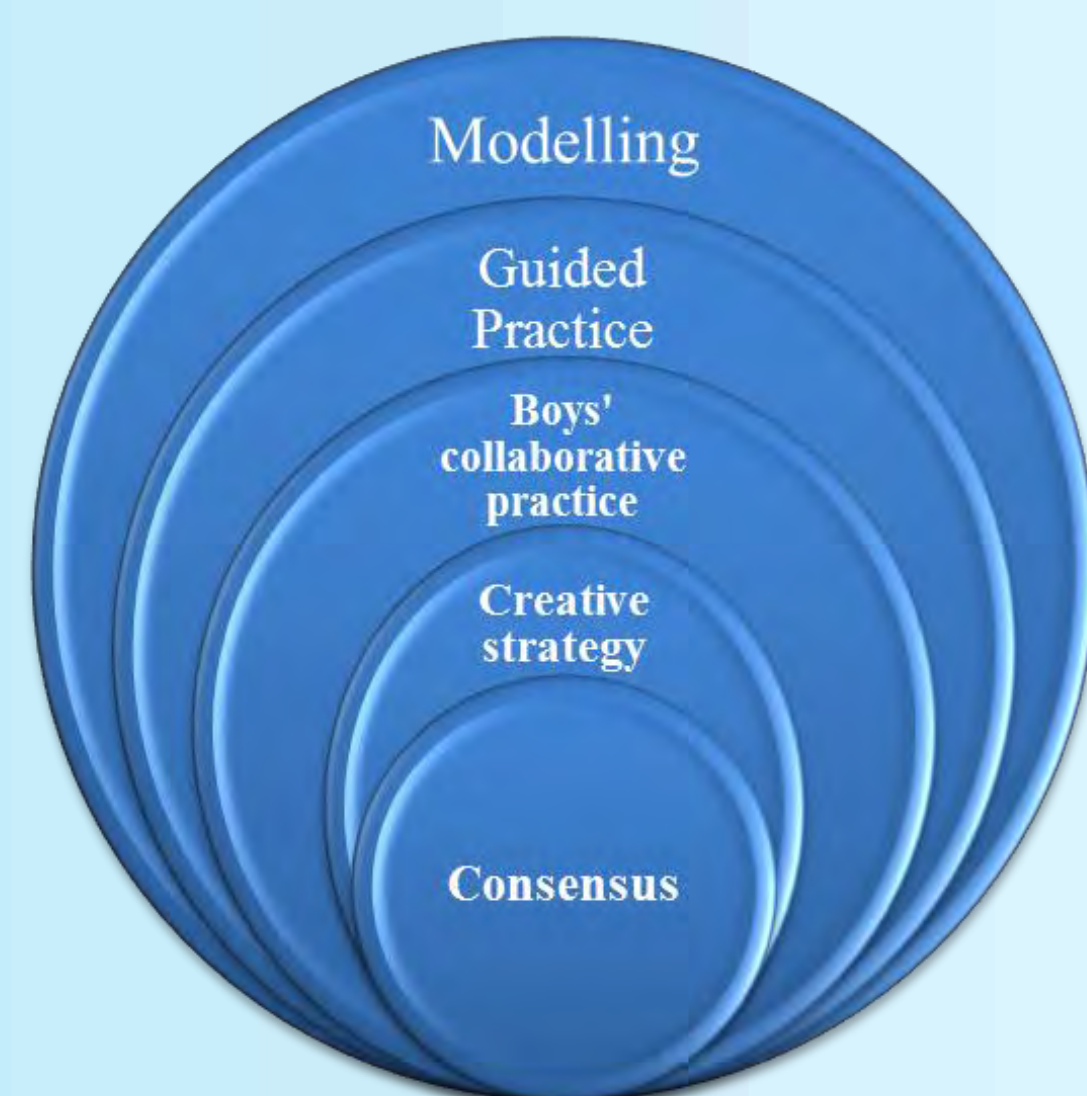 Modelling
Guided
Practice
Boys'
collaborative
practice
Creative
strategy
Consensus